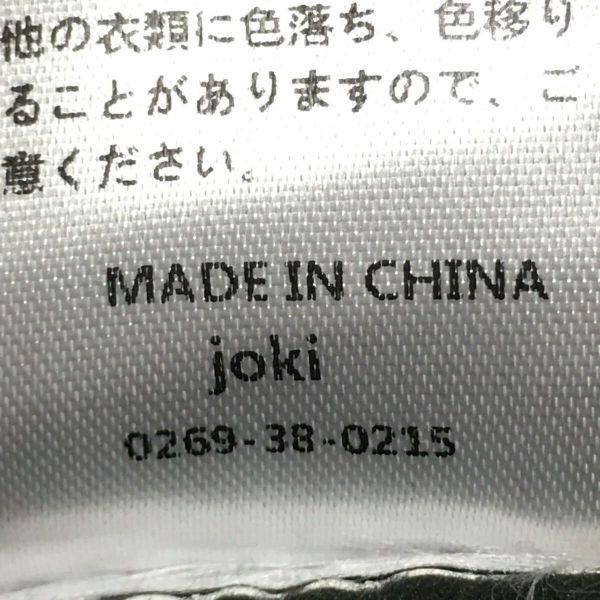 他の衣類に色落ち、色移り
ることがありますので、ご
意ください。
MADE IN CHINA
joki
0269-38-0215